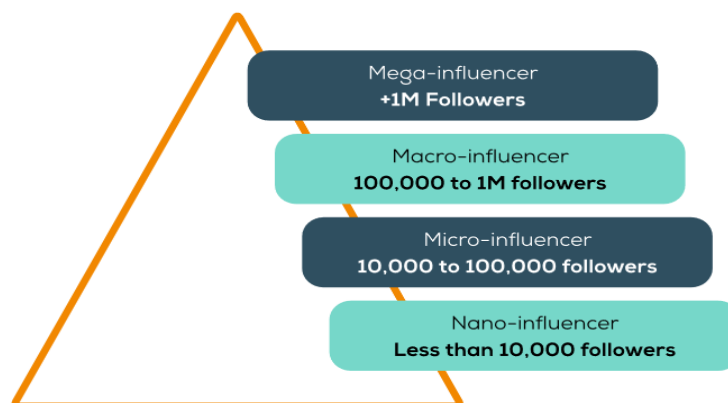 Mega-influencer
+1M Followers
Macro-influencer
100,000 to 1M followers
Micro-influencer
10,000 to 100,000 followers
Nano-influencer
Less than 10,000 followers